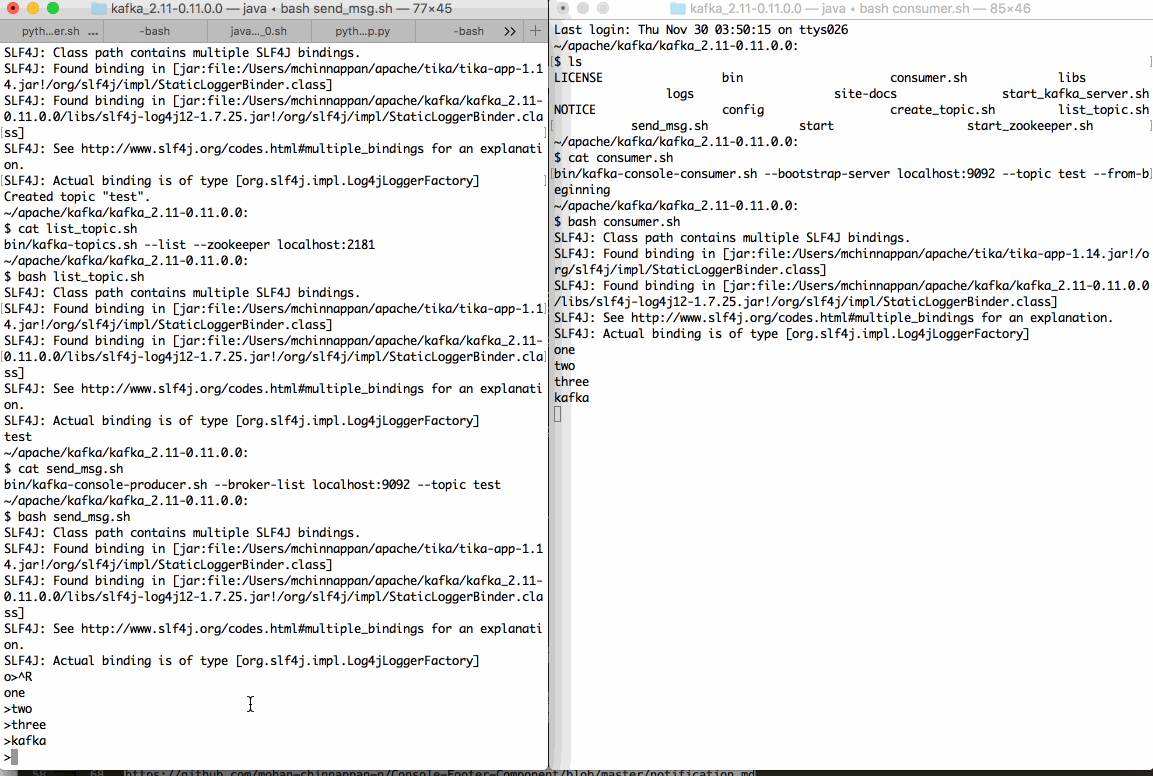 kafka_2.11-0.11.0.0 — java ◂ bash send_msg.sh — 77×45
pyth...er.sh ... -bash java..._0.sh pyth...p.py -bash >> +
SLF4J: Class path contains multiple SLF4J bindings.
SLF4J: Found binding in [jar:file:/Users/mchinnappan/apache/tika/tika-app-1.1
4.jar!/org/slf4j/impl/StaticLoggerBinder.class]
SLF4J: Found binding in [jar:file:/Users/mchinnappan/apache/kafka/kafka_2.11-
0.11.0.0/libs/slf4j-log4j12-1.7.25.jar!/org/slf4j/impl/StaticLoggerBinder.cla
ss]
SLF4J: See http://www.slf4j.org/codes.html#multiple_bindings for an explanati
on.
SLF4J: Actual binding is of type [org.slf4j.impl.Log4jLoggerFactory]
Created topic "test".
~/apache/kafka/kafka_2.11-0.11.0.0:
$ cat list_topic.sh
bin/kafka-topics.sh --list --zookeeper localhost:2181
~/apache/kafka/kafka_2.11-0.11.0.0:
$ bash list_topic.sh
SLF4J: Class path contains multiple SLF4J bindings.
SLF4J: Found binding in [jar:file:/Users/mchinnappan/apache/tika/tika-app-1.1
4.jar!/org/slf4j/impl/StaticLoggerBinder.class]
SLF4J: Found binding in [jar:file:/Users/mchinnappan/apache/kafka/kafka_2.11-
0.11.0.0/libs/slf4j-log4j12-1.7.25.jar!/org/slf4j/impl/StaticLoggerBinder.cla
ss]
SLF4J: See http://www.slf4j.org/codes.html#multiple_bindings for an explanati
on.
SLF4J: Actual binding is of type [org.slf4j.impl.Log4jLoggerFactory]
test
~/apache/kafka/kafka_2.11-0.11.0.0:
$ cat send_msg.sh
bin/kafka-console-producer.sh --broker-list localhost:9092 --topic test
~/apache/kafka/kafka_2.11-0.11.0.0:
$ bash send_msg.sh
SLF4J: Class path contains multiple SLF4J bindings.
SLF4J: Found binding in [jar:file:/Users/mchinnappan/apache/tika/tika-app-1.1
4.jar!/org/slf4j/impl/StaticLoggerBinder.class]
SLF4J: Found binding in [jar:file:/Users/mchinnappan/apache/kafka/kafka_2.11-
0.11.0.0/libs/slf4j-log4j12-1.7.25.jar!/org/slf4j/impl/StaticLoggerBinder.cla
ss]
SLF4J: See http://www.slf4j.org/codes.html#multiple_bindings for an explanati
on.
SLF4J: Actual binding is of type [org.slf4j.impl.Log4jLoggerFactory]
o>^R
one
>two
>three
>kafka
>
kafka_2.11-0.11.0.0 — java ◂ bash consumer.sh — 85×46
Last login: Thu Nov 30 03:50:15 on ttys026
~/apache/kafka/kafka_2.11-0.11.0.0:
$ ls
LICENSE bin consumer.sh libs
logs site-docs start_kafka_server.sh
NOTICE config create_topic.sh list_topic.sh
send_msg.sh start start_zookeeper.sh
~/apache/kafka/kafka_2.11-0.11.0.0:
$ cat consumer.sh
bin/kafka-console-consumer.sh --bootstrap-server localhost:9092 --topic test --from-b
eginning
~/apache/kafka/kafka_2.11-0.11.0.0:
$ bash consumer.sh
SLF4J: Class path contains multiple SLF4J bindings.
SLF4J: Found binding in [jar:file:/Users/mchinnappan/apache/tika/tika-app-1.14.jar!/o
rg/slf4j/impl/StaticLoggerBinder.class]
SLF4J: Found binding in [jar:file:/Users/mchinnappan/apache/kafka/kafka_2.11-0.11.0.0
/libs/slf4j-log4j12-1.7.25.jar!/org/slf4j/impl/StaticLoggerBinder.class]
SLF4J: See http://www.slf4j.org/codes.html#multiple_bindings for an explanation.
SLF4J: Actual binding is of type [org.slf4j.impl.Log4jLoggerFactory]
one
two
three
kafka
https://github.com/mohan-chinnappan-n/Console-Footer-Component/blob/master/notification.md